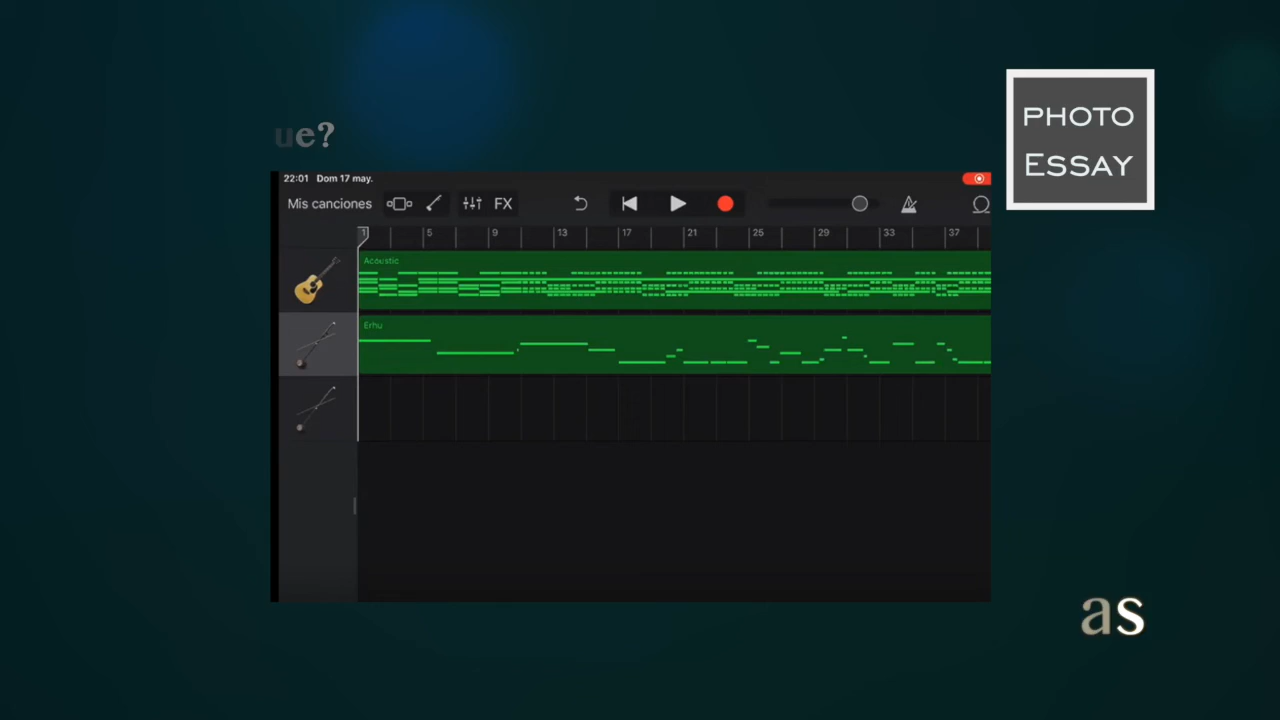 ue?
PHOTO
ESSAY
22:01 Dom 17 may.
Mis canciones
FX
1 5 9 13 17 21 25 29 33 37
Acoustic
Erhu
as